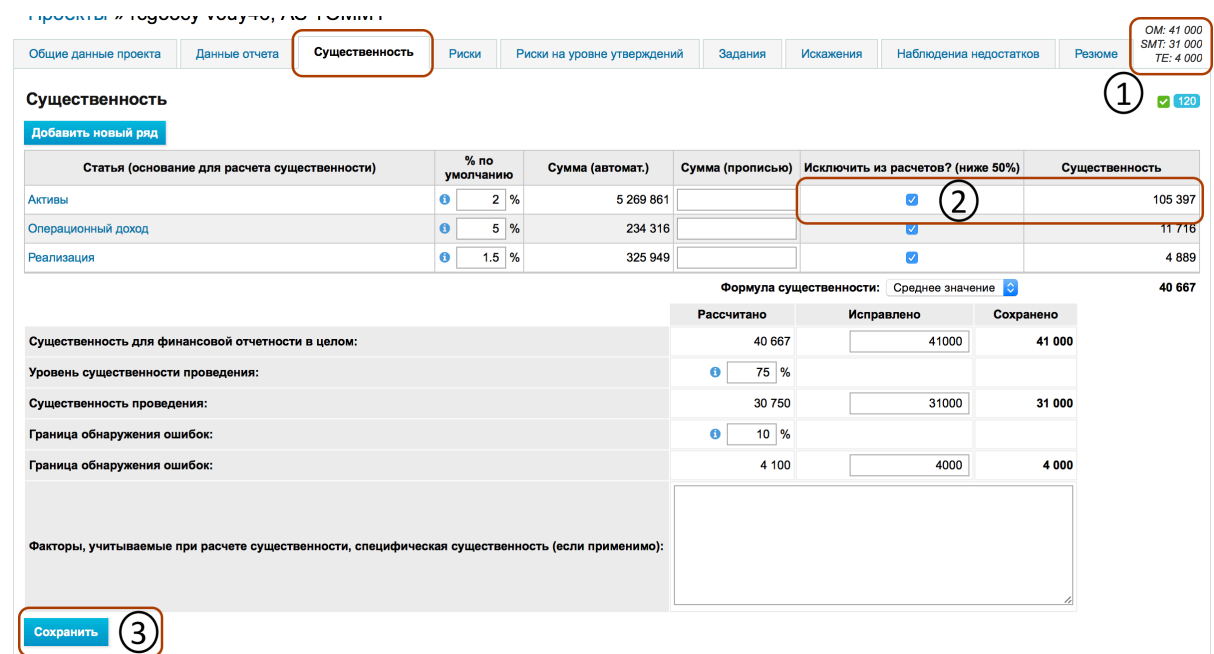 Проекты »
OM: 41 000
SMT: 31 000
TE: 4 000
Общие данные проекта Данные отчета Существенность Риски Риски на уровне утверждений Задания Искажения Наблюдениа недостатков Резюме
Существенность
1 120
Добавить новый ряд
Статья (основание для расчета существенности) % по умолчанию Сумма (автомат.) Сумма (прописью) Исключить из расчетов? (ниже 50%) Существенность
Активы 2 % 5 269 861 2 105 397
Операционный доход 5 % 234 316 11 716
Реализация 1.5 % 325 949 4 889
Формула существенности: Среднее значение 40 667
Рассчитано Исправлено Сохранено
Существенность для финансовой отчетности в целом: 40 667 41000 41 000
Уровень существенности проведения: 75 %
Существенность проведения: 30 750 31000 31 000
Граница обнаружения ошибок: 10 %
Граница обнаружения ошибок: 4 100 4000 4 000
Факторы, учитываемые при расчете существенности, специфическая существенность (если применимо):
Сохранить 3